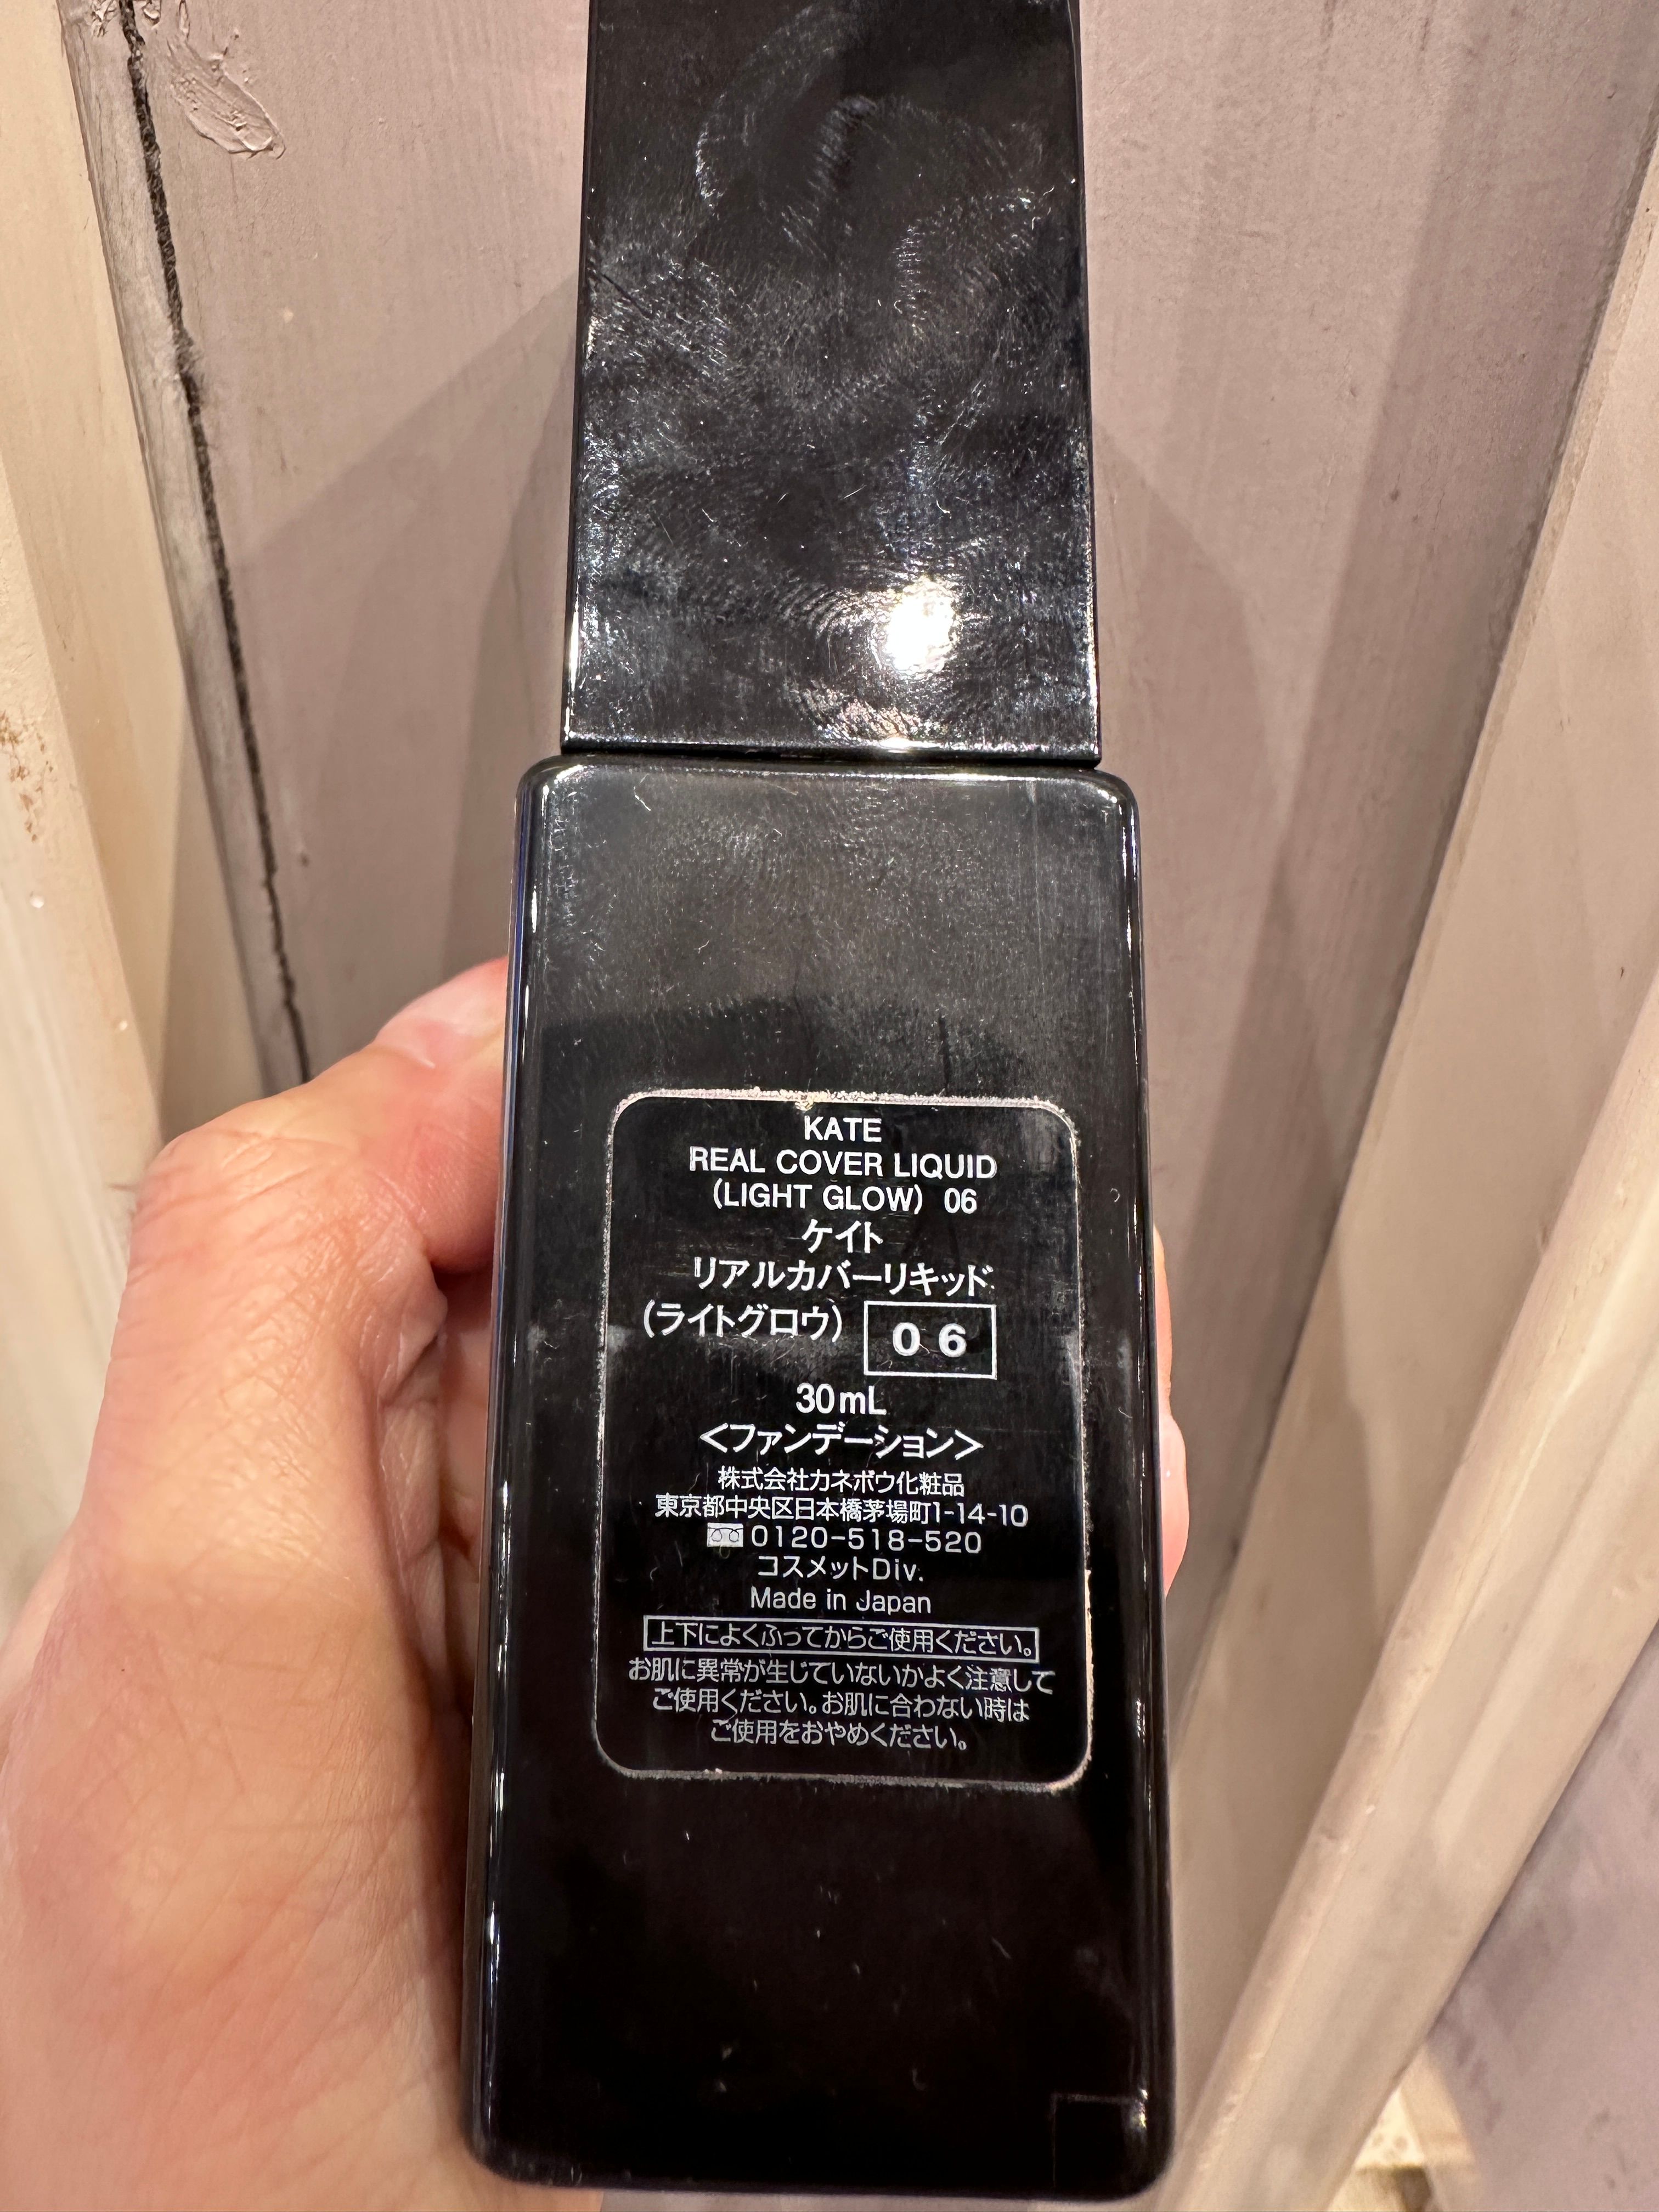 KATE
REAL COVER LIQUID
(LIGHT GLOW) 06
ケイト
リアルカバーリキッド
(ライトグロウ) 06
30mL
<ファンデーション>
株式会社カネボウ化粧品
東京都中央区日本橋茅場町1-14-10
0120-518-520
コスメットDiv.
Made in Japan
上下によくふってからご使用ください。
お肌に異常が生じていないかよく注意して
ご使用ください。お肌に合わない時は
ご使用をおやめください。